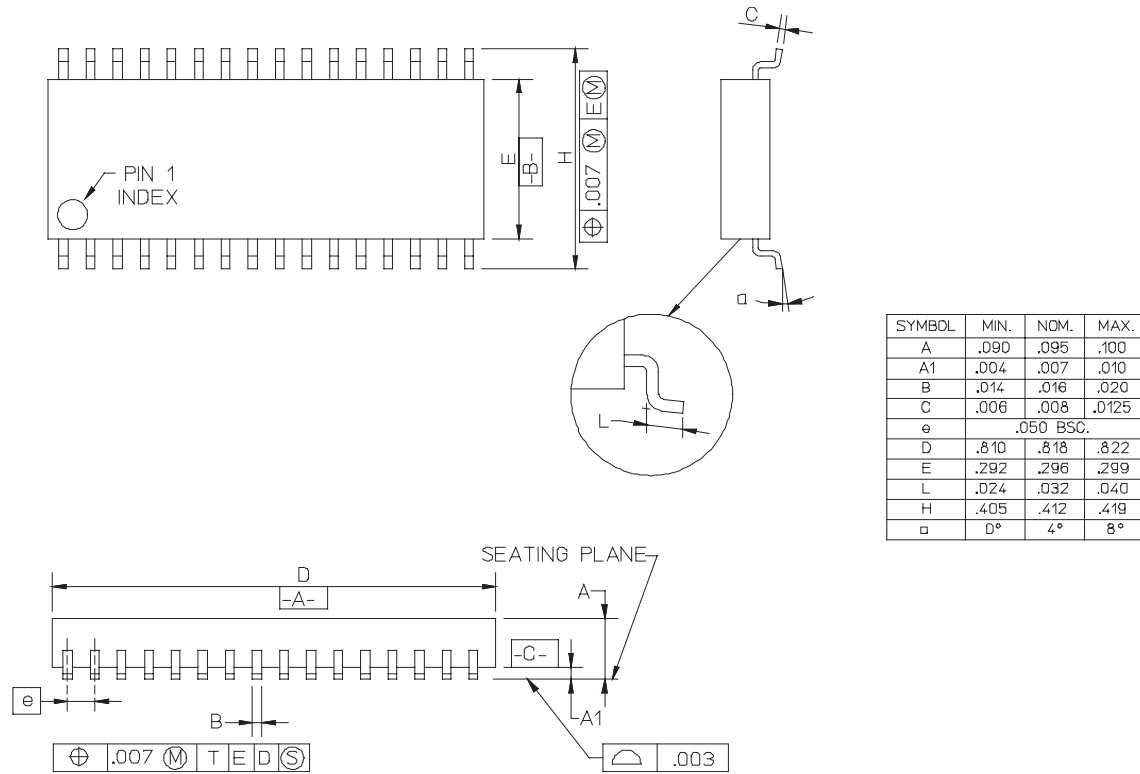 C
PIN 1
INDEX
E
-B-
H
⌖ .007 Ⓜ EⓂ
a
L
SYMBOL MIN. NOM. MAX.
A .090 .095 .100
A1 .004 .007 .010
B .014 .016 .020
C .006 .008 .0125
e .050 BSC.
D .810 .818 .822
E .292 .296 .299
L .024 .032 .040
H .405 .412 .419
α 0° 4° 8°
SEATING PLANE
D
-A-
A
-C-
e
B
A1
⌖ .007 Ⓜ T E D Ⓢ
⌓ .003